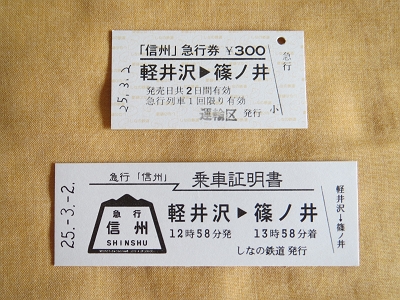 「信州」急行券 ¥300
軽井沢▶篠ノ井
発売日共2日間有効
急行列車1回限り有効
運輸区 発行
25.3.2
急行
小
急行「信州」 乗車証明書
軽井沢▶篠ノ井
12時58分発 13時58分着
しなの鉄道 発行
急行
信州
SHINSHU
25.-3.-2.
軽井沢→篠ノ井